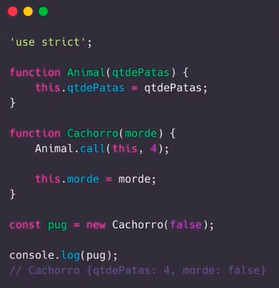 'use strict';
function Animal(qtdePatas) {
    this.qtdePatas = qtdePatas;
}
function Cachorro(morde) {
    Animal.call(this, 4);
    this.morde = morde;
}
const pug = new Cachorro(false);
console.log(pug);
// Cachorro {qtdePatas: 4, morde: false}